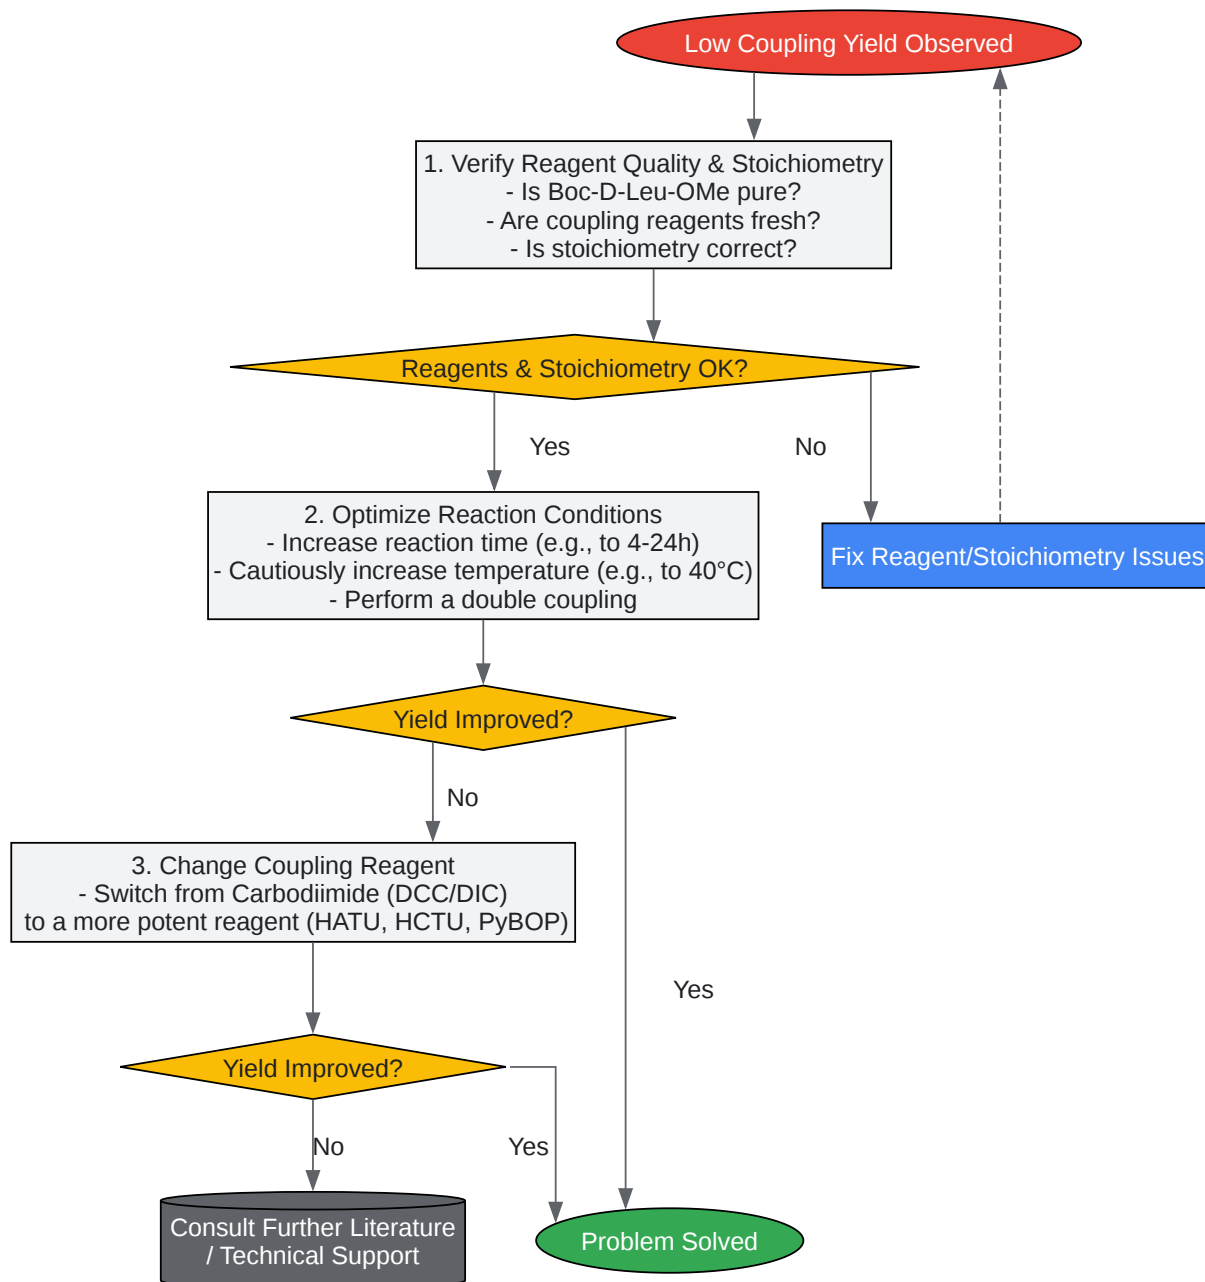 Low Coupling Yield Observed
1. Verify Reagent Quality & Stoichiometry
- Is Boc-D-Leu-OMe pure?
- Are coupling reagents fresh?
- Is stoichiometry correct?
Reagents & Stoichiometry OK?
Yes
No
2. Optimize Reaction Conditions
- Increase reaction time (e.g., to 4-24h)
- Cautiously increase temperature (e.g., to 40°C)
- Perform a double coupling
Fix Reagent/Stoichiometry Issues
Yield Improved?
No
3. Change Coupling Reagent
- Switch from Carbodiimide (DCC/DIC)
to a more potent reagent (HATU, HCTU, PyBOP)
Yes
Yield Improved?
No
Yes
Consult Further Literature
/ Technical Support
Problem Solved